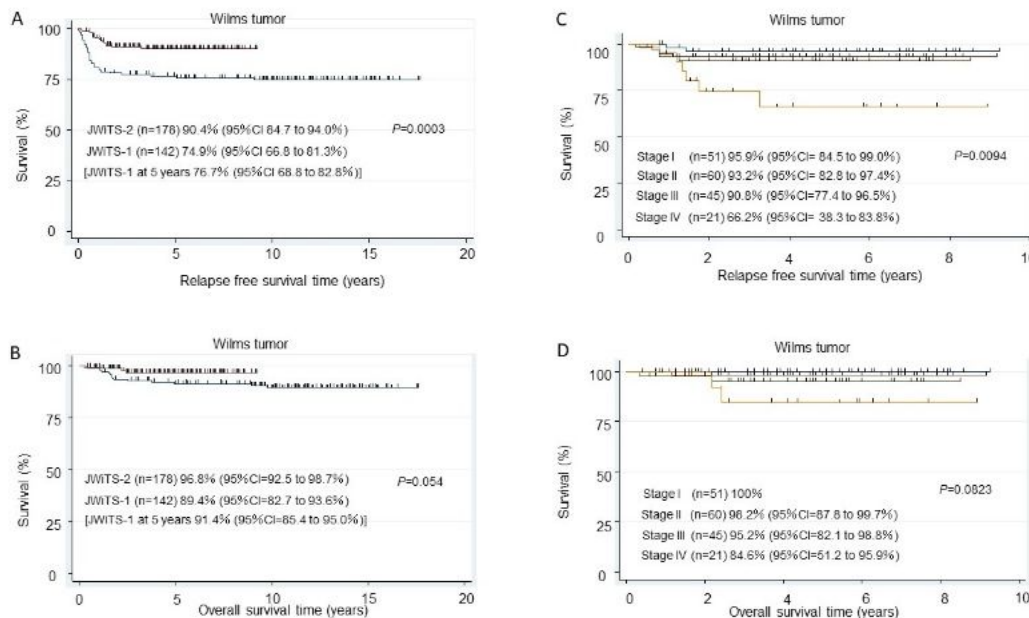 A
Wilms tumor
Survival (%)
100
75
50
25
0
JWiTS-2 (n=178) 90.4% (95%CI 84.7 to 94.0%)
P=0.0003
JWiTS-1 (n=142) 74.9% (95%CI 66.8 to 81.3%)
[JWiTS-1 at 5 years 76.7% (95%CI 68.8 to 82.8%)]
0 5 10 15 20
Relapse free survival time (years)
B
Wilms tumor
Survival (%)
100
75
50
25
0
JWiTS-2 (n=178) 96.8% (95%CI=92.5 to 98.7%)
P=0.054
JWiTS-1 (n=142) 89.4% (95%CI=82.7 to 93.6%)
[JWiTS-1 at 5 years 91.4% (95%CI=85.4 to 95.0%)]
0 5 10 15 20
Overall survival time (years)
C
Wilms tumor
Survival (%)
100
75
50
25
0
Stage I (n=51) 95.9% (95%CI= 84.5 to 99.0%)
P=0.0094
Stage II (n=60) 93.2% (95%CI= 82.8 to 97.4%)
Stage III (n=45) 90.8% (95%CI=77.4 to 96.5%)
Stage IV (n=21) 66.2% (95%CI= 38.3 to 83.8%)
0 2 4 6 8 10
Relapse free survival time (years)
D
Wilms tumor
Survival (%)
100
75
50
25
0
Stage I (n=51) 100%
P=0.0823
Stage II (n=60) 98.2% (95%CI=87.8 to 99.7%)
Stage III (n=45) 95.2% (95%CI=82.1 to 98.8%)
Stage IV (n=21) 84.6% (95%CI=51.2 to 95.9%)
0 2 4 6 8 10
Overall survival time (years)